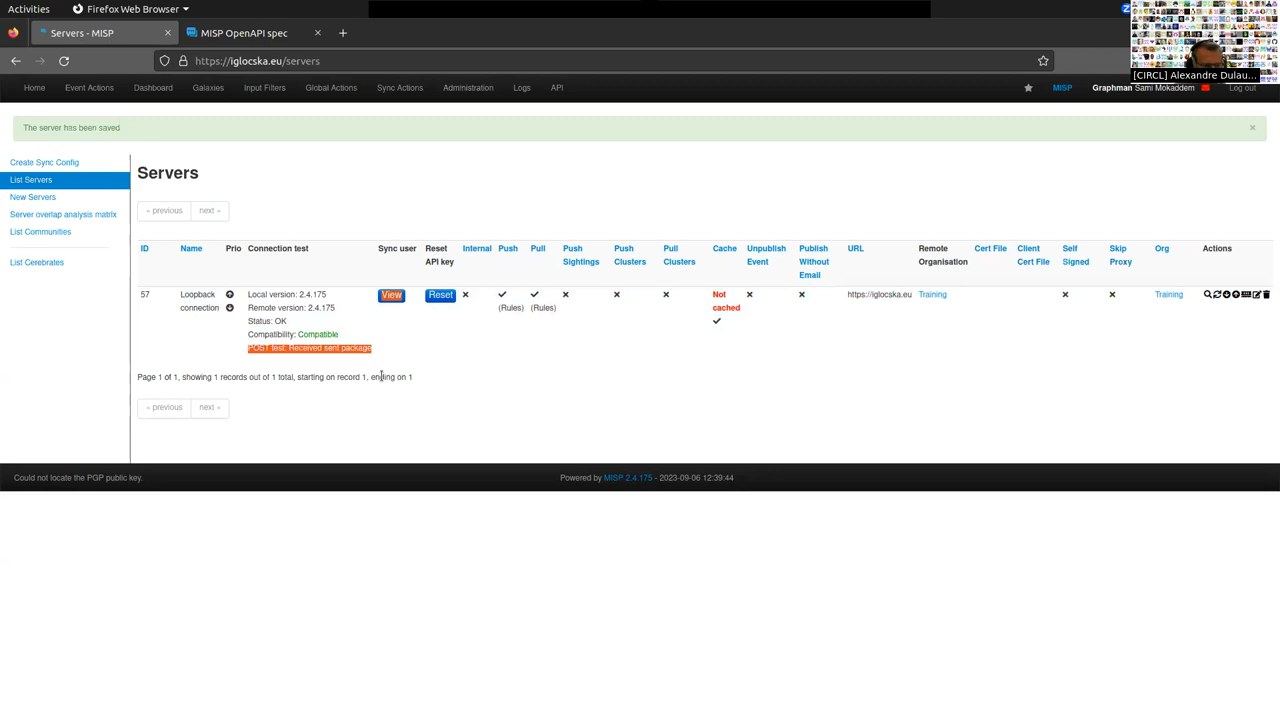 Activities
Firefox Web Browser
Servers - MISP
MISP OpenAPI spec
[CIRCL] Alexandre Dulau...
https://iglocska.eu/servers
Home Event Actions Dashboard Galaxies Input Filters Global Actions Sync Actions Administration Logs API MISP Graphman Sami Mokaddem Log out
The server has been saved
Create Sync Config
List Servers
New Servers
Server overlap analysis matrix
List Communities
List Cerebrates
Servers
« previous next »
ID Name Prio Connection test Sync user Reset API key Internal Push Pull Push Sightings Push Clusters Pull Clusters Cache Unpublish Event Publish Without Email URL Remote Organisation Cert File Client Cert File Self Signed Skip Proxy Org Actions
57 Loopback connection
Local version: 2.4.175
Remote version: 2.4.175
Status: OK
Compatibility: Compatible
POST test: Received sent package
View Reset (Rules) (Rules) Not cached https://iglocska.eu Training Training
Page 1 of 1, showing 1 records out of 1 total, starting on record 1, ending on 1
« previous next »
Could not locate the PGP public key.
Powered by MISP 2.4.175 - 2023-09-06 12:39:44